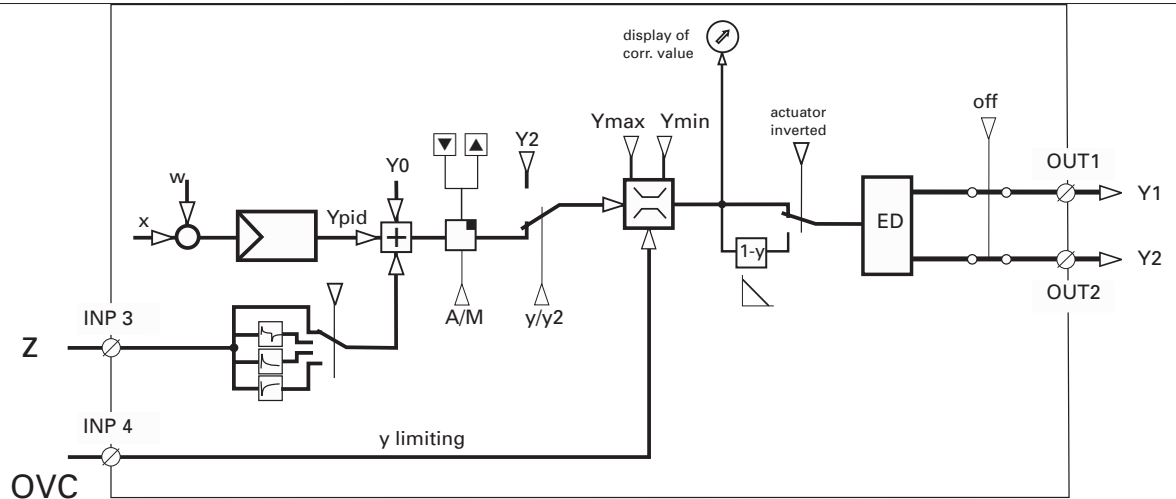 display of
corr. value
actuator
inverted
off
Ymax
Ymin
Y2
Y0
w
x
Ypid
OUT1
Y1
ED
1-y
Y2
OUT2
A/M
y/y2
INP 3
Z
INP 4
y limiting
OVC